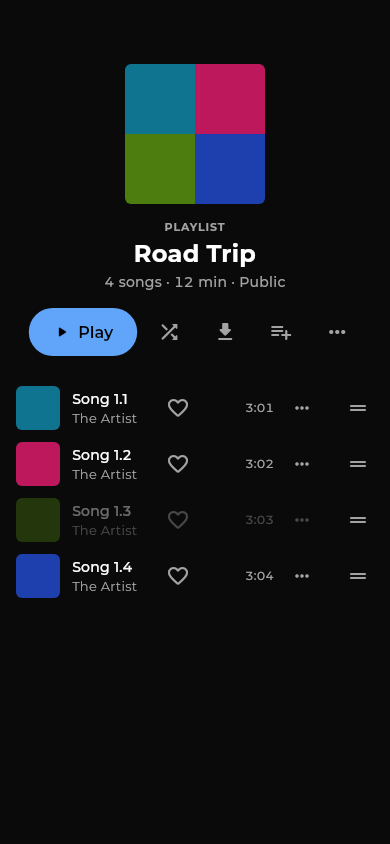 PLAYLIST
Road Trip
4 songs · 12 min · Public
Play
Song 1.1
The Artist
3:01
Song 1.2
The Artist
3:02
Song 1.3
The Artist
3:03
Song 1.4
The Artist
3:04